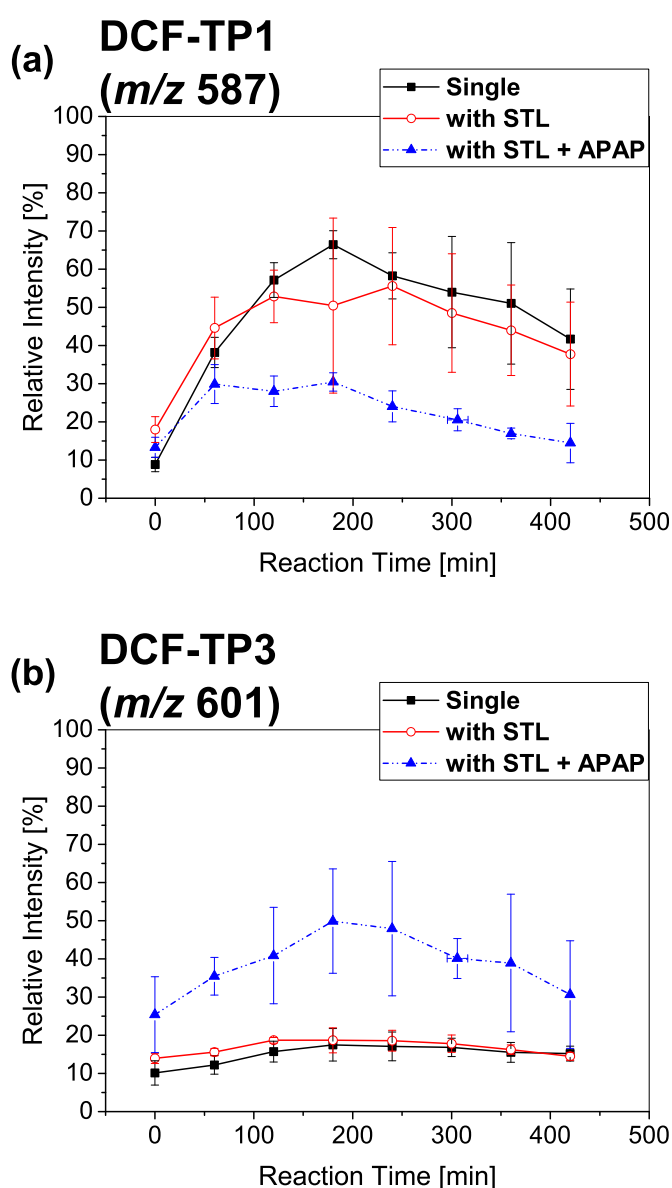 (a)
DCF-TP1
(m/z 587)
Single
with STL
with STL + APAP
100
90
80
70
60
50
40
30
20
10
0
Relative Intensity [%]
0 100 200 300 400 500
Reaction Time [min]
(b)
DCF-TP3
(m/z 601)
Single
with STL
with STL + APAP
100
90
80
70
60
50
40
30
20
10
0
Relative Intensity [%]
0 100 200 300 400 500
Reaction Time [min]